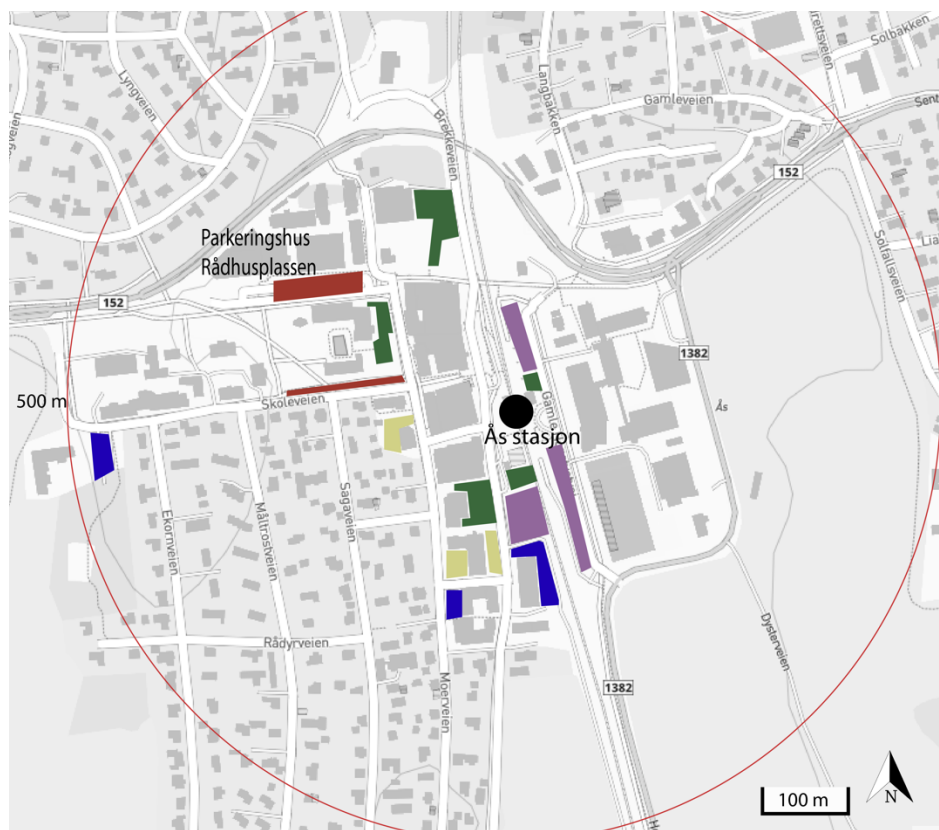 Lyngveien
Brekkeveien
Langbakken
Gamleveien
Solbakken
152
Solfallsveien
Parkeringshus
Rådhusplassen
152
1382
Ås
500 m
Skoleveien
Ås stasjon
Ekornveien
Måltrostveien
Sagaveien
Rådyrveien
Moerveien
Dysterveien
1382
100 m
N